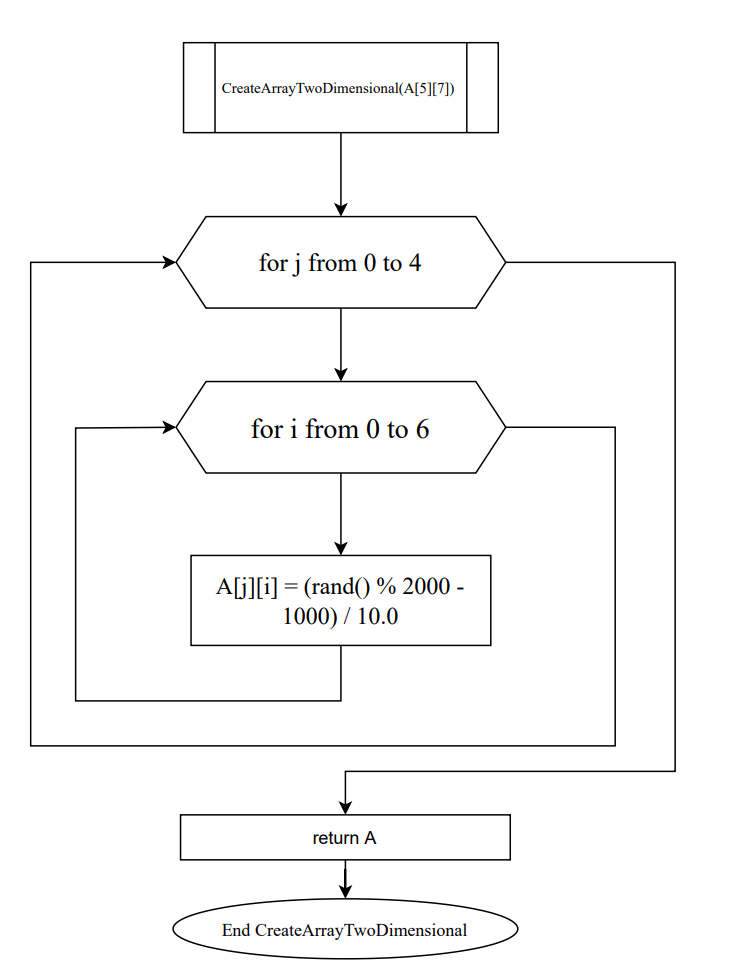 CreateArrayTwoDimensional(A[5][7])
for j from 0 to 4
for i from 0 to 6
A[j][i] = (rand() % 2000 -
1000) / 10.0
return A
End CreateArrayTwoDimensional